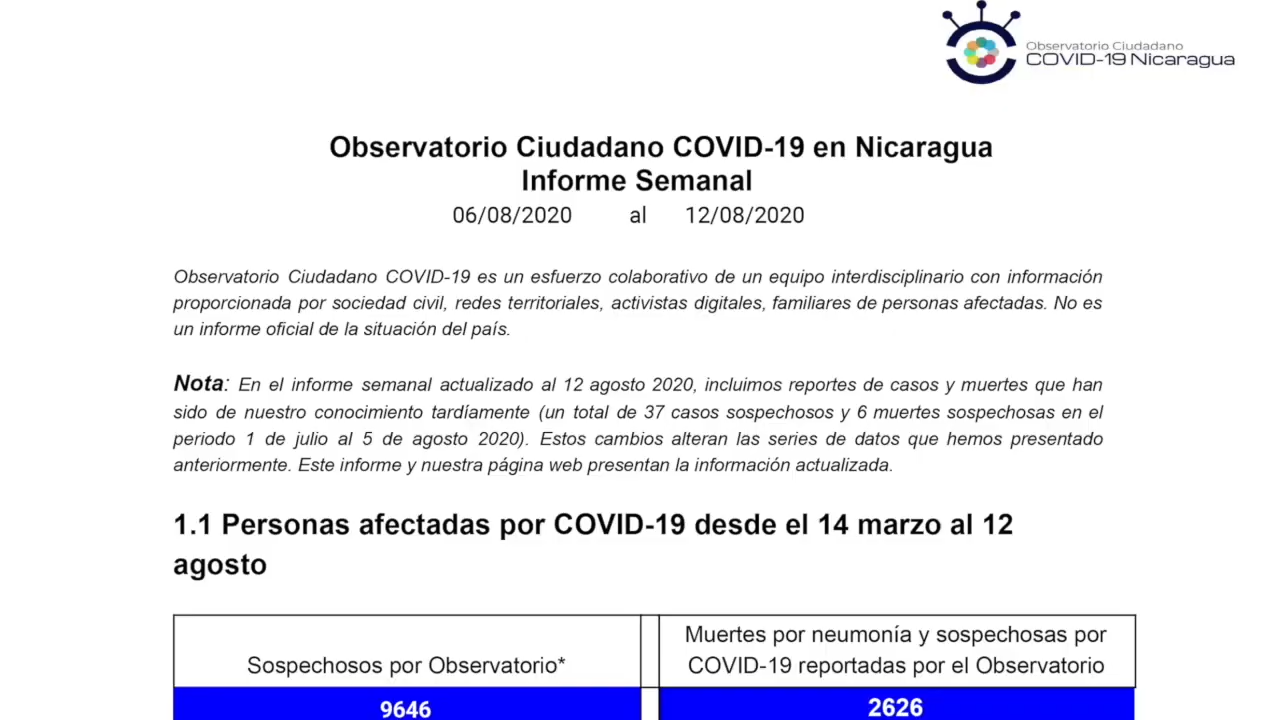 Observatorio Ciudadano
COVID-19 Nicaragua
Observatorio Ciudadano COVID-19 en Nicaragua
Informe Semanal
06/08/2020 al 12/08/2020
Observatorio Ciudadano COVID-19 es un esfuerzo colaborativo de un equipo interdisciplinario con información
proporcionada por sociedad civil, redes territoriales, activistas digitales, familiares de personas afectadas. No es
un informe oficial de la situación del país.
Nota: En el informe semanal actualizado al 12 agosto 2020, incluimos reportes de casos y muertes que han
sido de nuestro conocimiento tardíamente (un total de 37 casos sospechosos y 6 muertes sospechosas en el
periodo 1 de julio al 5 de agosto 2020). Estos cambios alteran las series de datos que hemos presentado
anteriormente. Este informe y nuestra página web presentan la información actualizada.
1.1 Personas afectadas por COVID-19 desde el 14 marzo al 12
agosto
Sospechosos por Observatorio*
Muertes por neumonía y sospechosas por
COVID-19 reportadas por el Observatorio
9646
2626